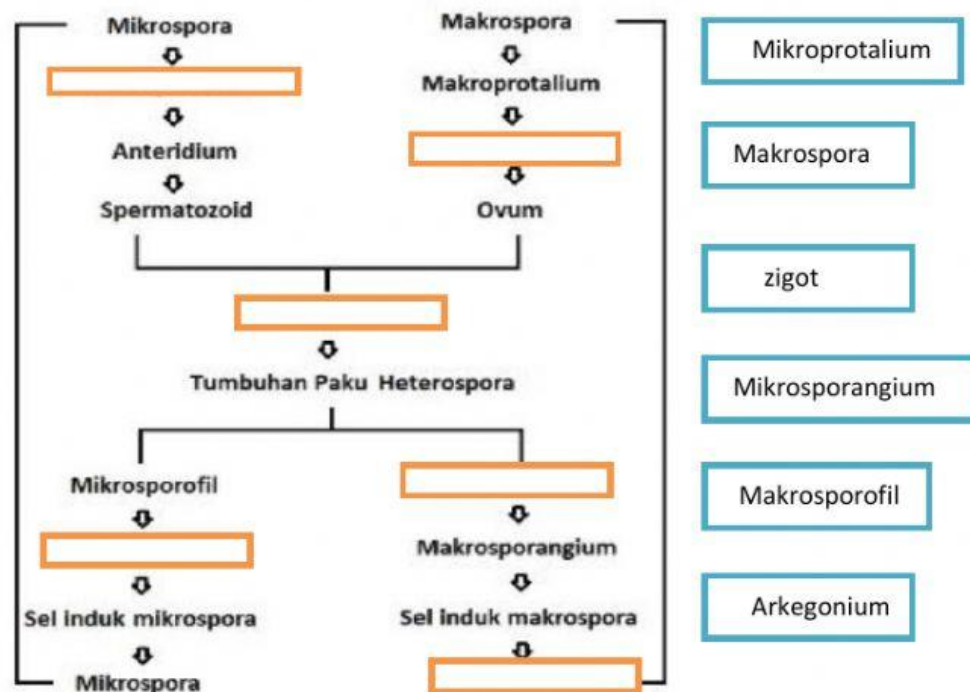 Mikrospora
Makrospora
Makroprotalium
Anteridium
Spermatozoid
Ovum
Tumbuhan Paku Heterospora
Mikrosporofil
Makrosporangium
Sel induk mikrospora
Sel induk makrospora
Mikrospora
Mikroprotalium
Makrospora
zigot
Mikrosporangium
Makrosporofil
Arkegonium